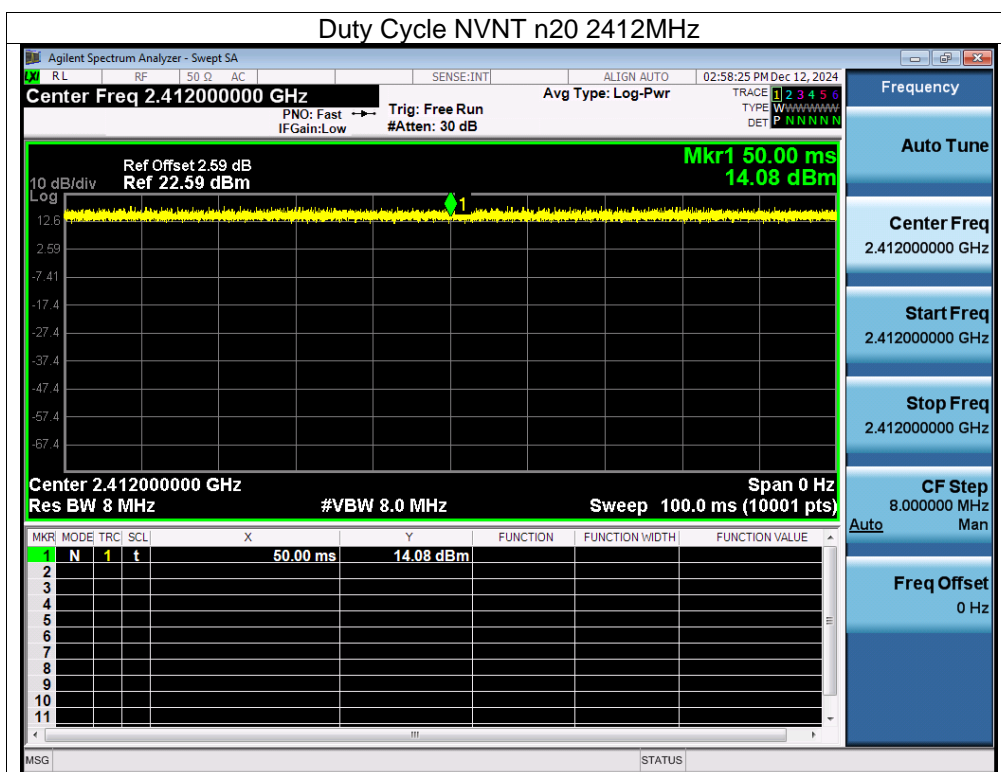 Duty Cycle NVNT n20 2412MHz
Agilent Spectrum Analyzer - Swept SA
LXI RL RF 50 Ω AC SENSE:INT ALIGN AUTO 02:58:25 PM Dec 12, 2024
Center Freq 2.412000000 GHz Avg Type: Log-Pwr TRACE 1 2 3 4 5 6
PNO: Fast Trig: Free Run TYPE WWWWWW
IFGain:Low #Atten: 30 dB DET P N N N N N
Ref Offset 2.59 dB Mkr1 50.00 ms
10 dB/div Ref 22.59 dBm 14.08 dBm
Log
1
12.6
2.59
-7.41
-17.4
-27.4
-37.4
-47.4
-57.4
-67.4
Center 2.412000000 GHz Span 0 Hz
Res BW 8 MHz #VBW 8.0 MHz Sweep 100.0 ms (10001 pts)
MKR MODE TRC SCL X Y FUNCTION FUNCTION WIDTH FUNCTION VALUE
1 N 1 t 50.00 ms 14.08 dBm
2
3
4
5
6
7
8
9
10
11
MSG STATUS
Frequency
Auto Tune
Center Freq
2.412000000 GHz
Start Freq
2.412000000 GHz
Stop Freq
2.412000000 GHz
CF Step
8.000000 MHz
Auto Man
Freq Offset
0 Hz